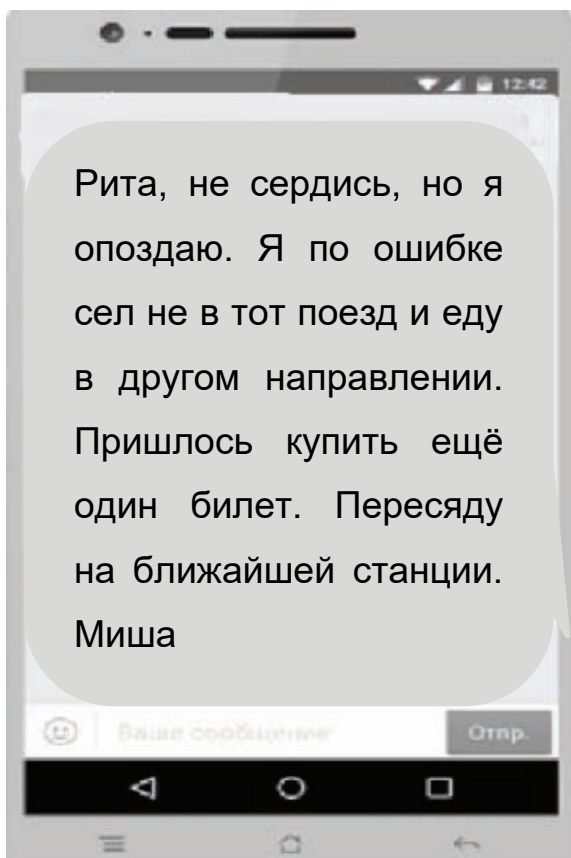 12:42
Рита, не сердись, но я
опоздаю. Я по ошибке
сел не в тот поезд и еду
в другом направлении.
Пришлось купить ещё
один билет. Пересяду
на ближайшей станции.
Миша
Ваше сообщение
Отпр.